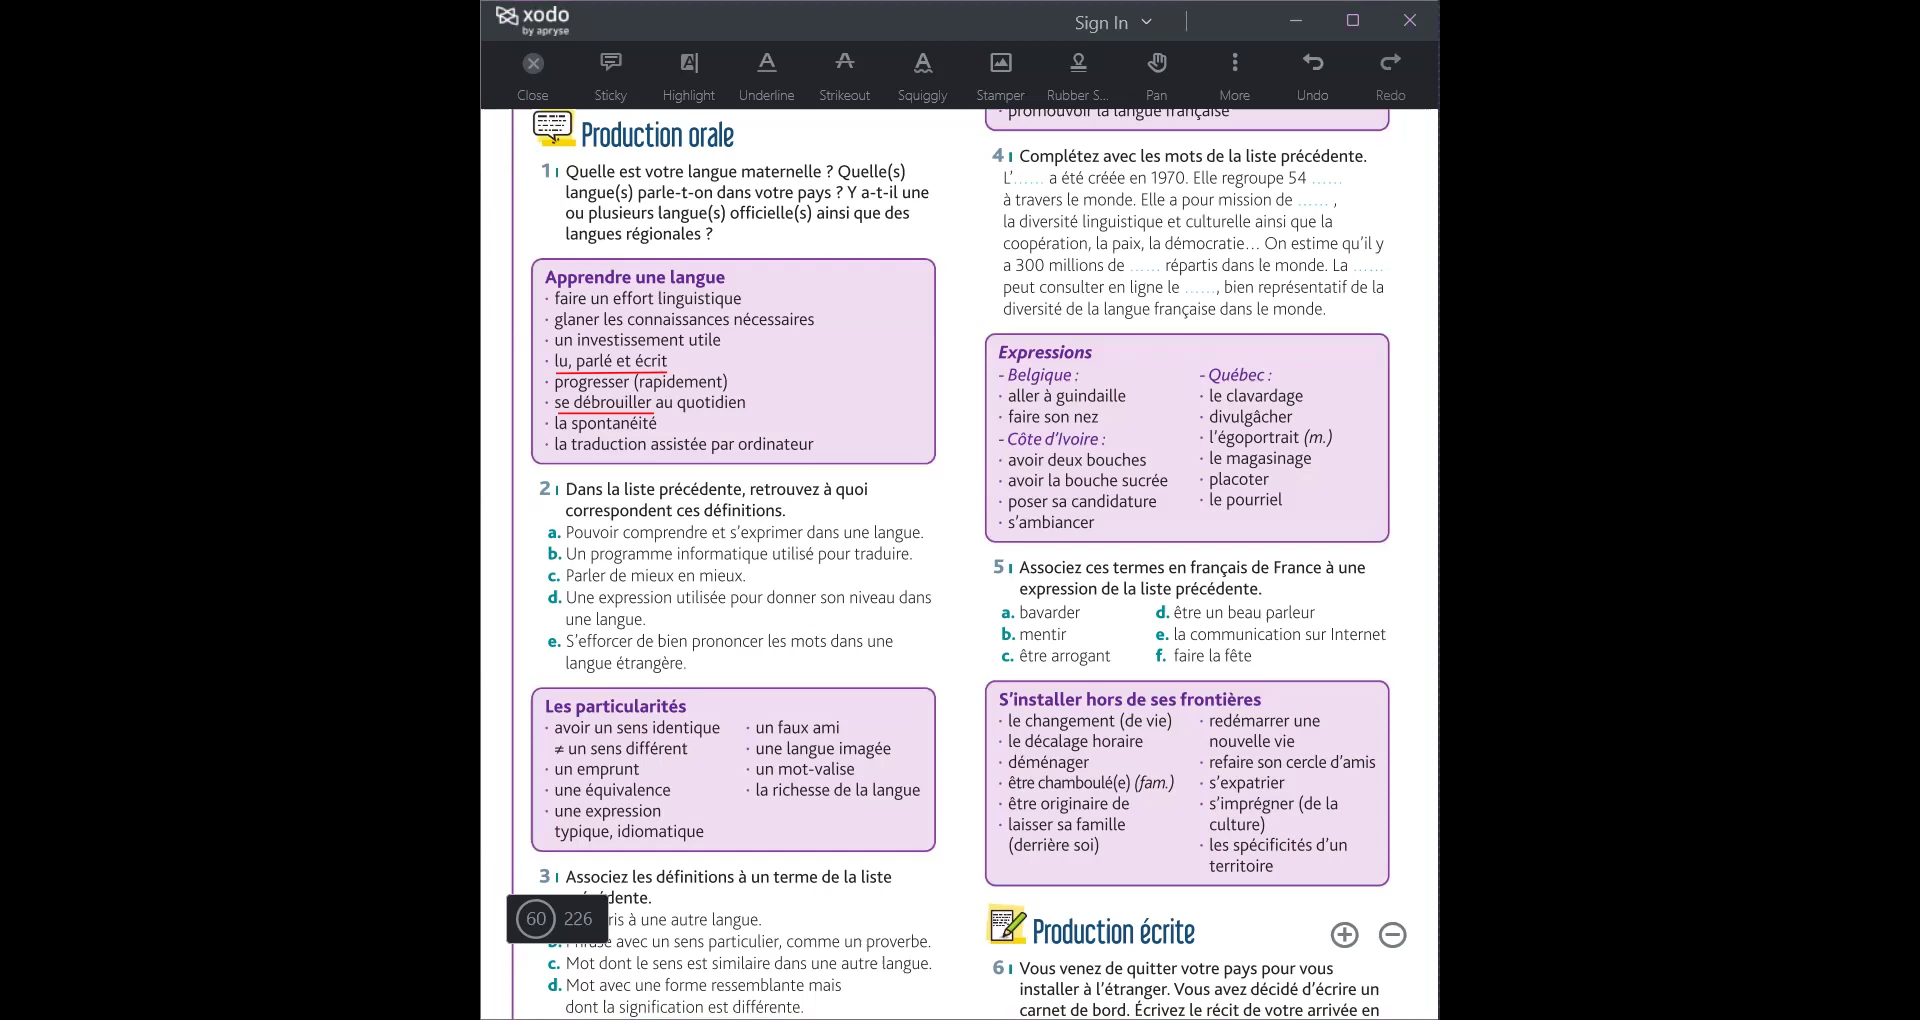 xodo
by apryse
Sign In
Close
Sticky
Highlight
Underline
Strikeout
Squiggly
Stamper
Rubber S...
Pan
More
Undo
Redo
Production orale
1 Quelle est votre langue maternelle ? Quelle(s)
langue(s) parle-t-on dans votre pays ? Y a-t-il une
ou plusieurs langue(s) officielle(s) ainsi que des
langues régionales ?
Apprendre une langue
· faire un effort linguistique
· glaner les connaissances nécessaires
· un investissement utile
· lu, parlé et écrit
· progresser (rapidement)
· se débrouiller au quotidien
· la spontanéité
· la traduction assistée par ordinateur
2 Dans la liste précédente, retrouvez à quoi
correspondent ces définitions.
a. Pouvoir comprendre et s'exprimer dans une langue.
b. Un programme informatique utilisé pour traduire.
c. Parler de mieux en mieux.
d. Une expression utilisée pour donner son niveau dans
une langue.
e. S'efforcer de bien prononcer les mots dans une
langue étrangère.
Les particularités
· avoir un sens identique
≠ un sens différent
· un emprunt
· une équivalence
· une expression
typique, idiomatique
· un faux ami
· une langue imagée
· un mot-valise
· la richesse de la langue
3 Associez les définitions à un terme de la liste
dente.
ris à une autre langue.
b. Phrase avec un sens particulier, comme un proverbe.
c. Mot dont le sens est similaire dans une autre langue.
d. Mot avec une forme ressemblante mais
dont la signification est différente.
60 226
· promouvoir la langue française
4 Complétez avec les mots de la liste précédente.
L'...... a été créée en 1970. Elle regroupe 54 ......
à travers le monde. Elle a pour mission de ...... ,
la diversité linguistique et culturelle ainsi que la
coopération, la paix, la démocratie... On estime qu'il y
a 300 millions de ...... répartis dans le monde. La ......
peut consulter en ligne le ......, bien représentatif de la
diversité de la langue française dans le monde.
Expressions
- Belgique :
· aller à guindaille
· faire son nez
- Côte d'Ivoire :
· avoir deux bouches
· avoir la bouche sucrée
· poser sa candidature
· s'ambiancer
- Québec :
· le clavardage
· divulgâcher
· l'égoportrait (m.)
· le magasinage
· placoter
· le pourriel
5 Associez ces termes en français de France à une
expression de la liste précédente.
a. bavarder
b. mentir
c. être arrogant
d. être un beau parleur
e. la communication sur Internet
f. faire la fête
S'installer hors de ses frontières
· le changement (de vie)
· le décalage horaire
· déménager
· être chamboulé(e) (fam.)
· être originaire de
· laisser sa famille
(derrière soi)
· redémarrer une
nouvelle vie
· refaire son cercle d'amis
· s'expatrier
· s'imprégner (de la
culture)
· les spécificités d'un
territoire
Production écrite
6 Vous venez de quitter votre pays pour vous
installer à l'étranger. Vous avez décidé d'écrire un
carnet de bord. Écrivez le récit de votre arrivée en